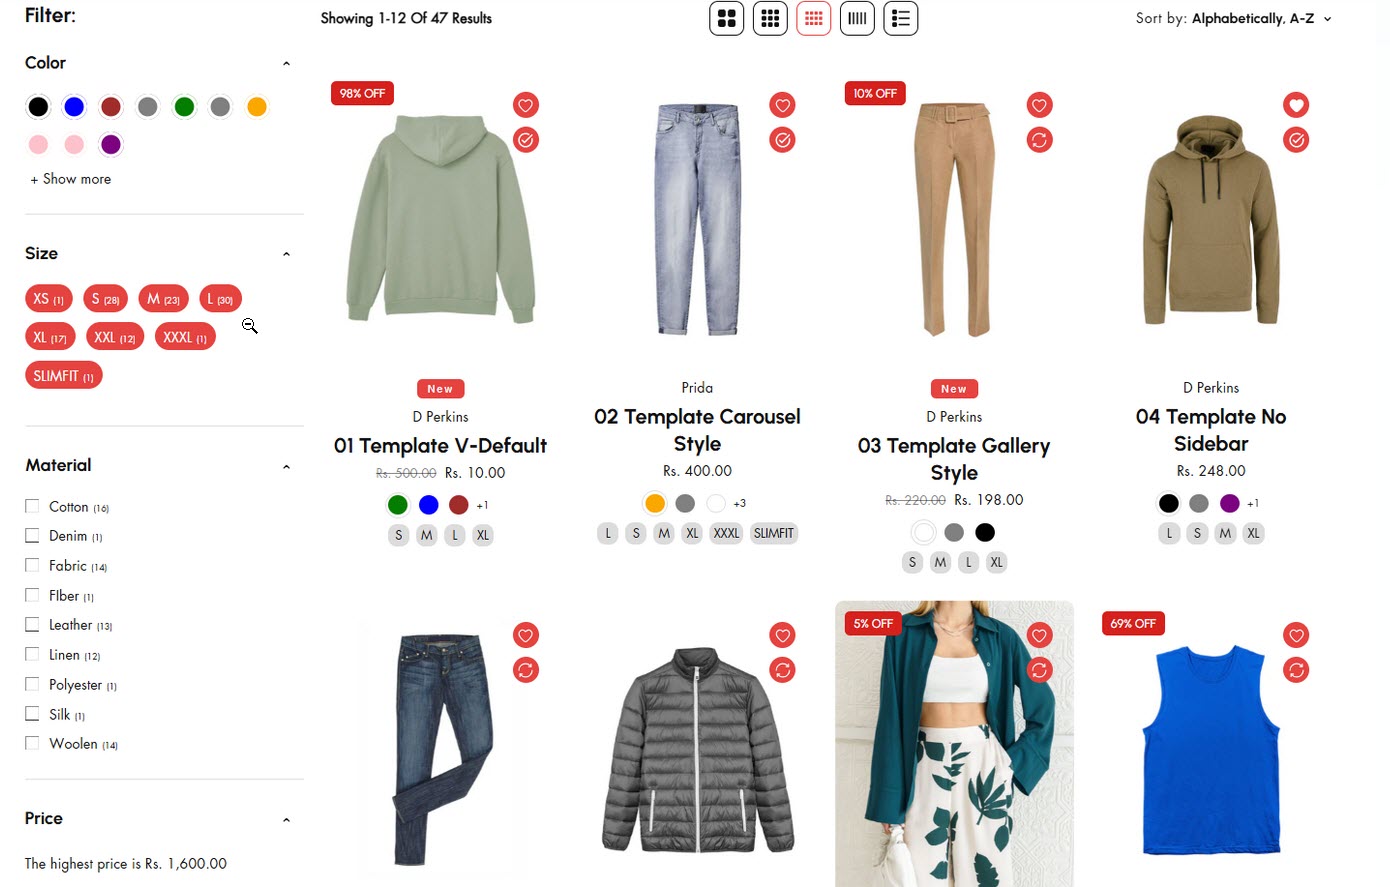 Filter:
Showing 1-12 Of 47 Results
Sort by: Alphabetically, A-Z
Color
+ Show more
Size
XS (1) S (28) M (23) L (30)
XL (17) XXL (12) XXXL (1)
SLIMFIT (1)
Material
Cotton (16)
Denim (1)
Fabric (14)
FIber (1)
Leather (13)
Linen (12)
Polyester (1)
Silk (1)
Woolen (14)
Price
The highest price is Rs. 1,600.00
98% OFF
New
D Perkins
01 Template V-Default
Rs. 500.00 Rs. 10.00
+1
S M L XL
Prida
02 Template Carousel
Style
Rs. 400.00
+3
L S M XL XXXL SLIMFIT
10% OFF
New
D Perkins
03 Template Gallery
Style
Rs. 220.00 Rs. 198.00
S M L XL
D Perkins
04 Template No
Sidebar
Rs. 248.00
+1
L S M XL
5% OFF
69% OFF